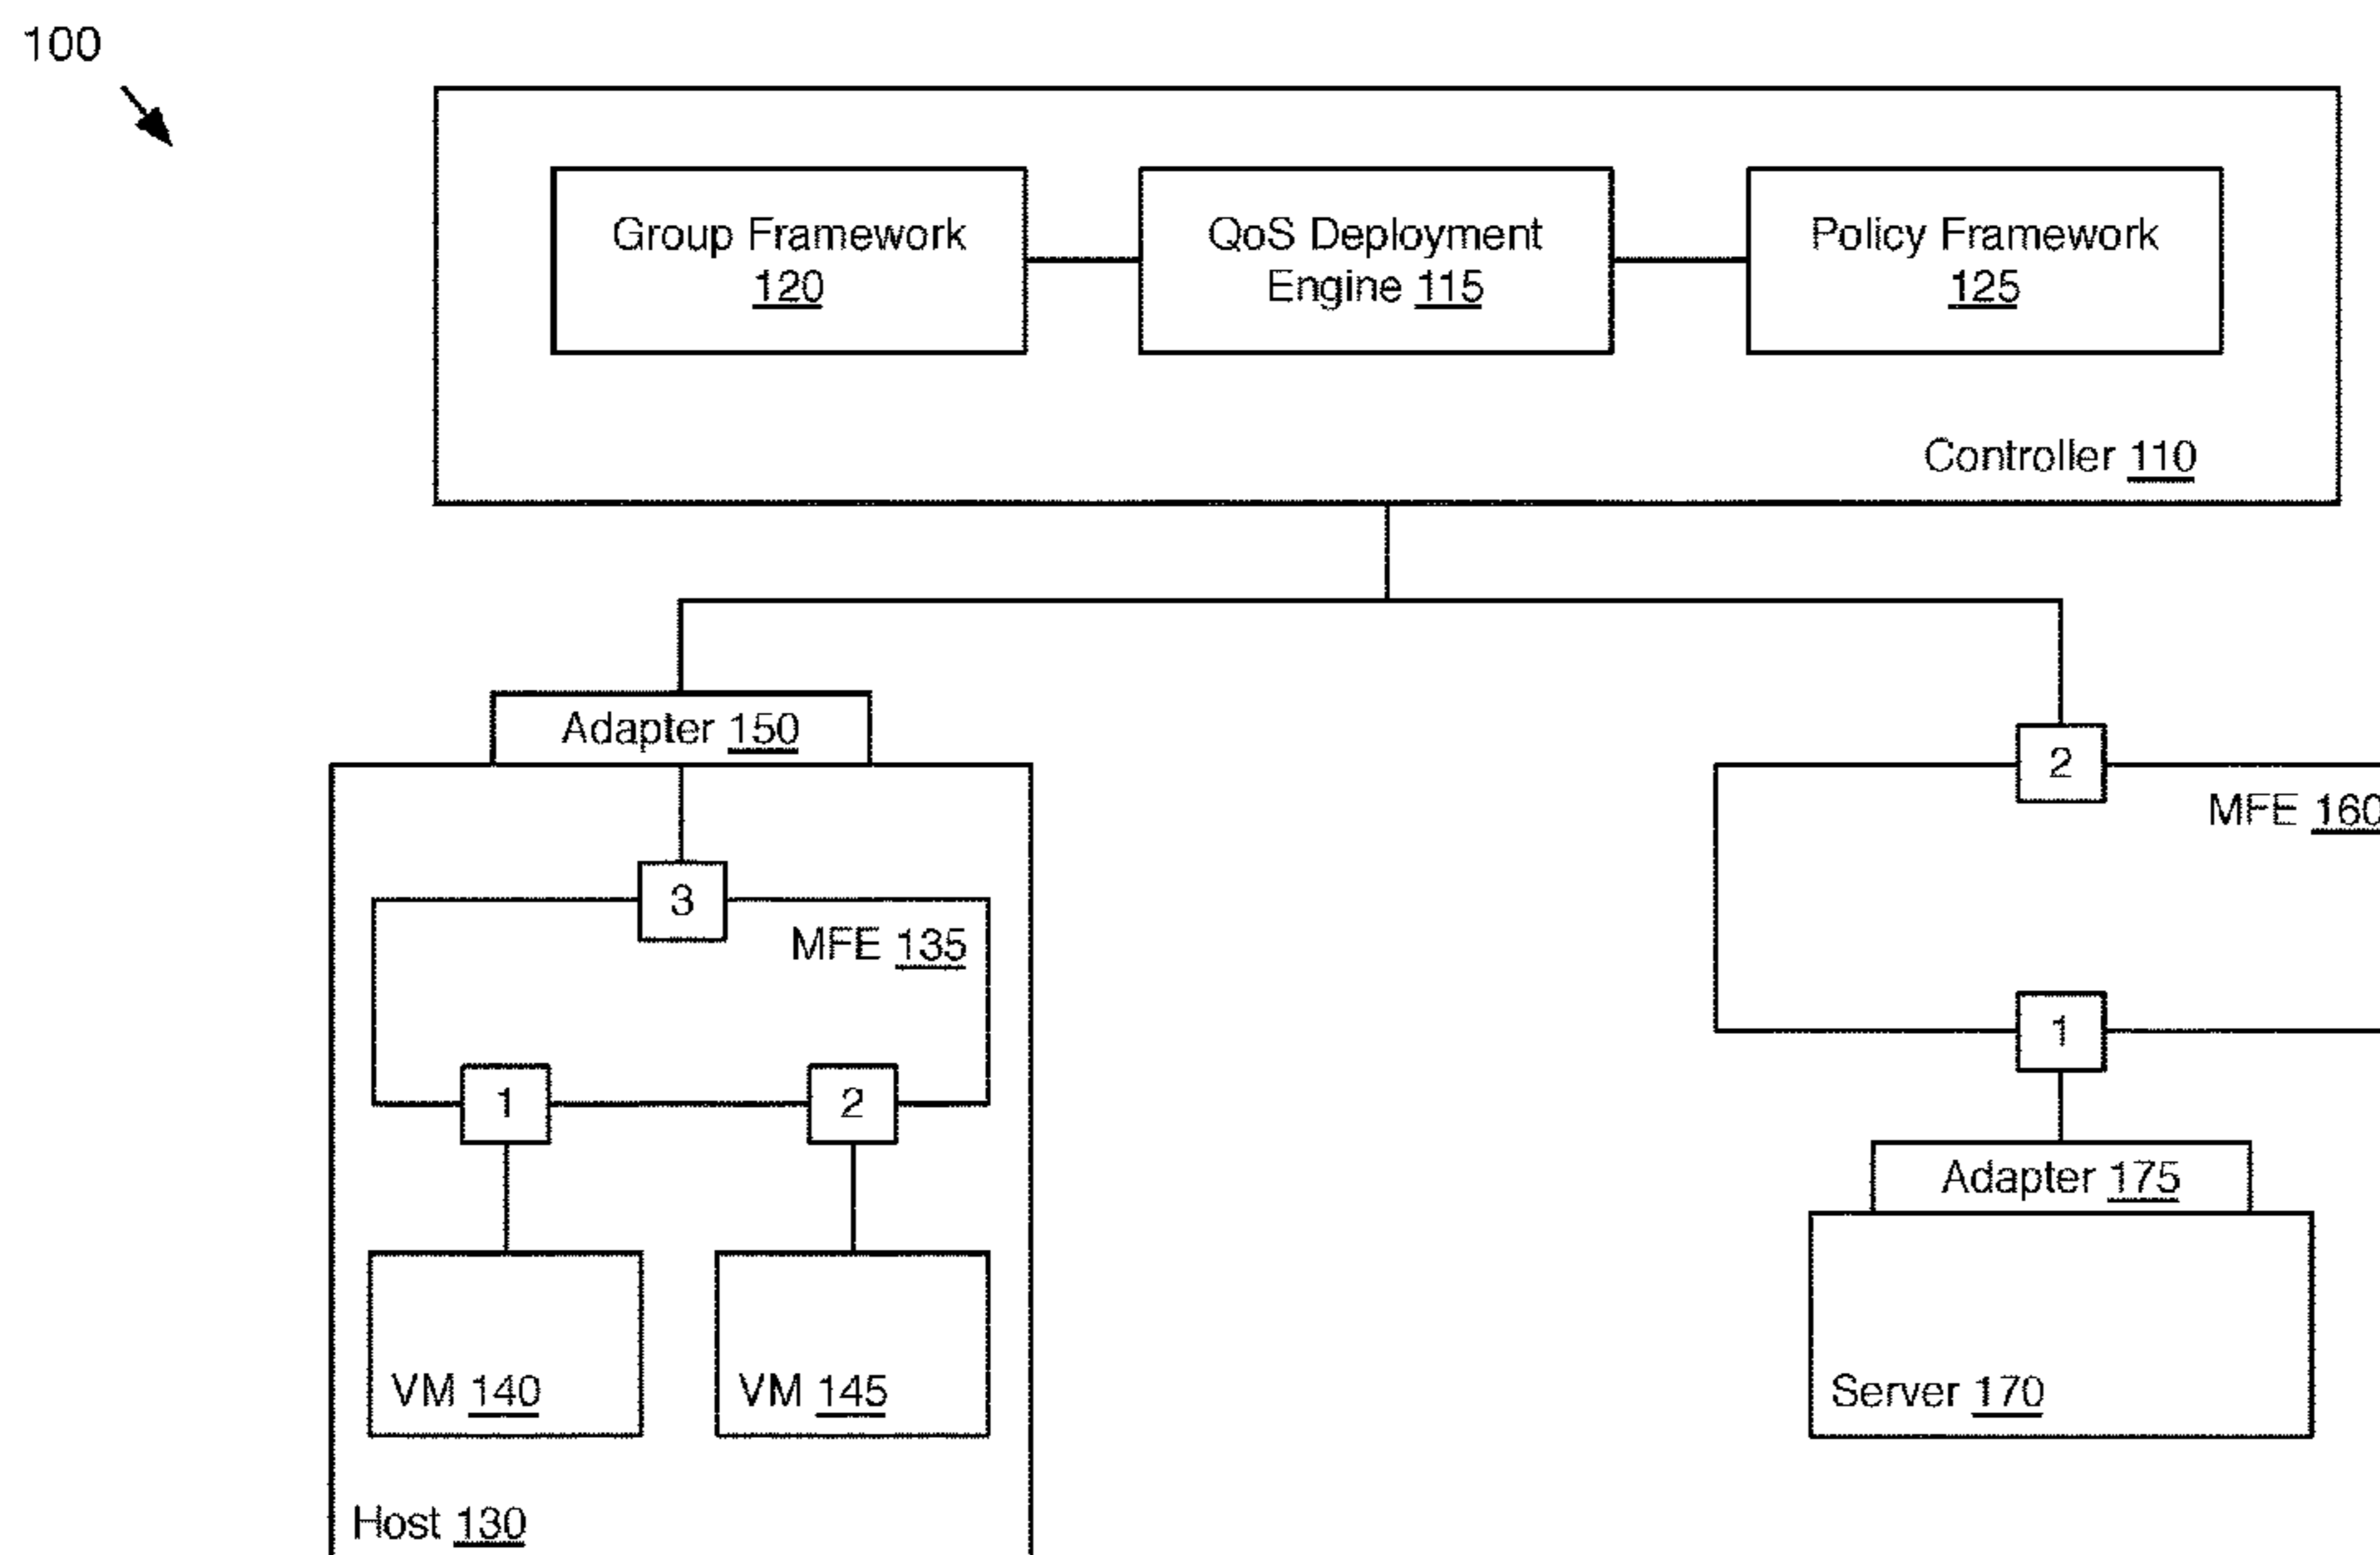 100
Group Framework
120
QoS Deployment
Engine 115
Policy Framework
125
Controller 110
Adapter 150
2
MFE 160
3
MFE 135
1
1
2
Adapter 175
VM 140
VM 145
Server 170
Host 130